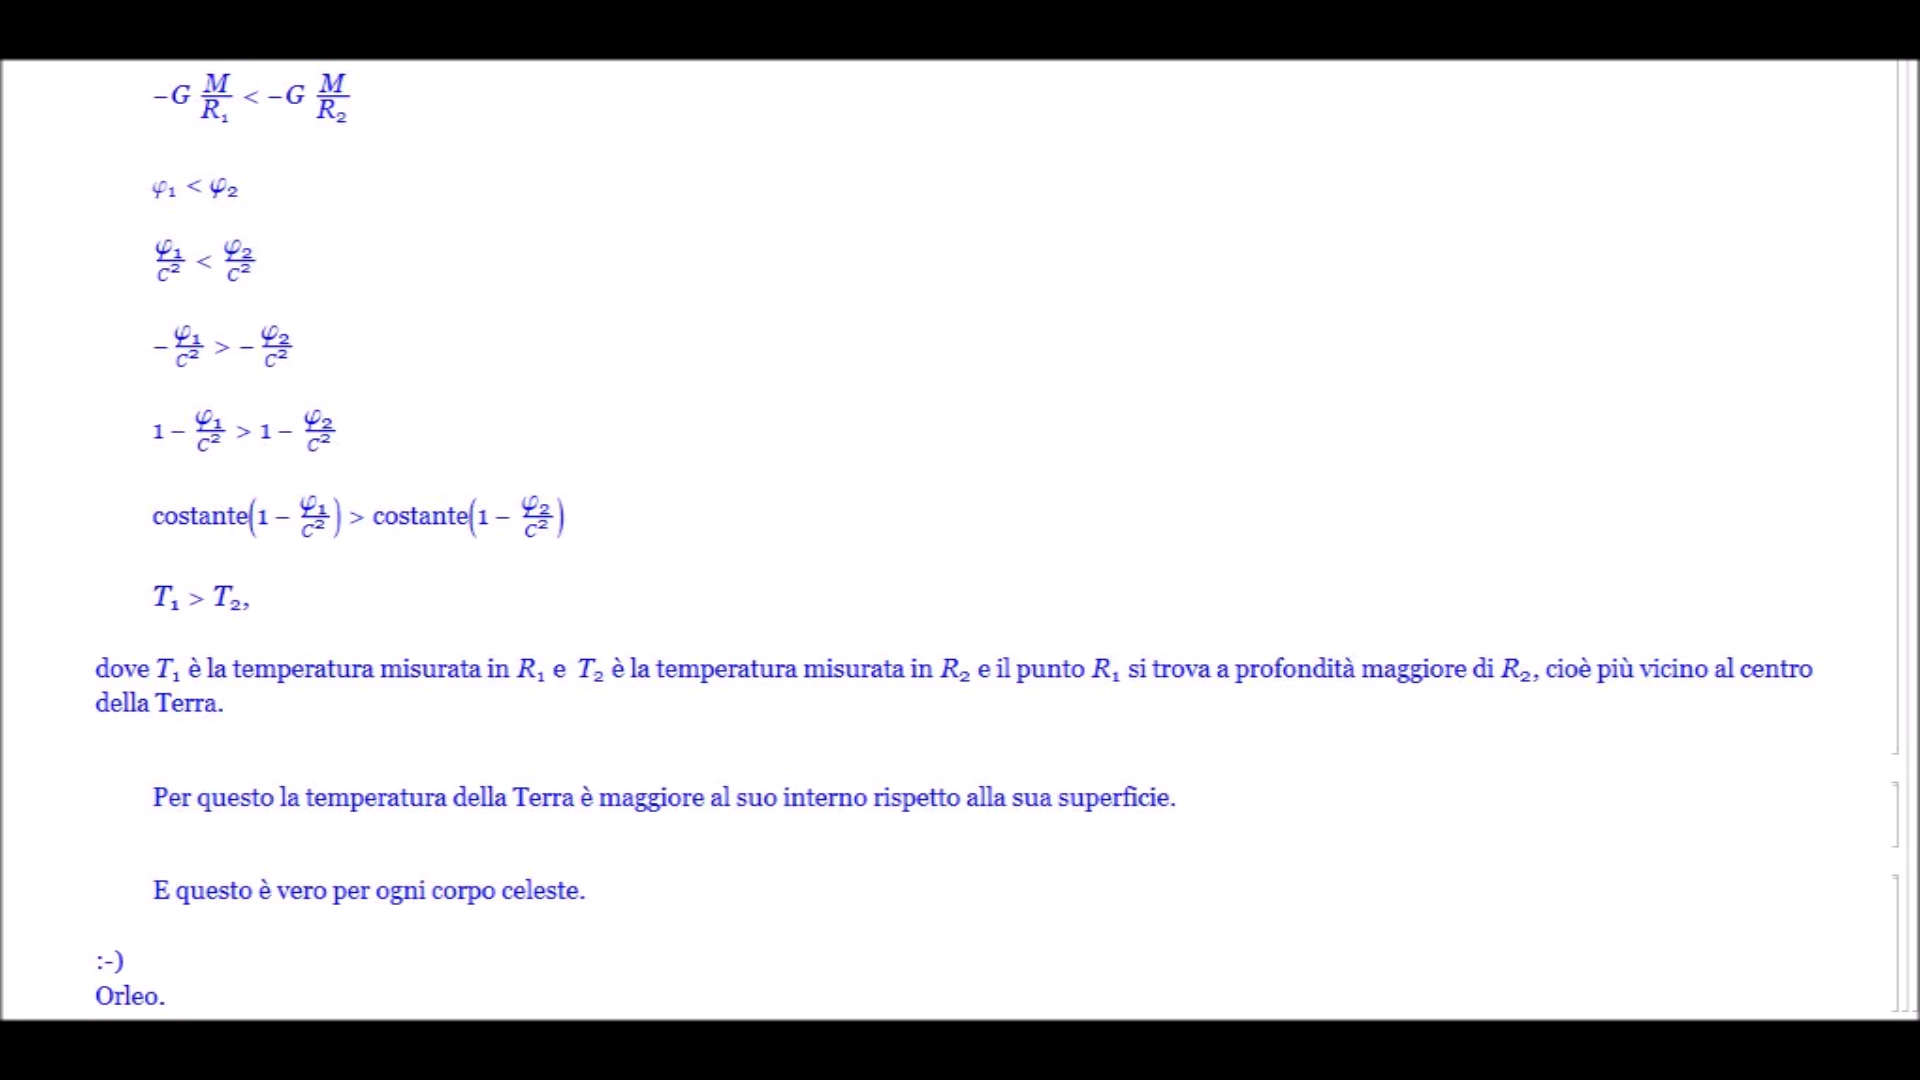 −G M/R₁ < −G M/R₂
φ₁ < φ₂
φ₁/c² < φ₂/c²
−φ₁/c² > −φ₂/c²
1 − φ₁/c² > 1 − φ₂/c²
costante(1 − φ₁/c²) > costante(1 − φ₂/c²)
T₁ > T₂,
dove T₁ è la temperatura misurata in R₁ e T₂ è la temperatura misurata in R₂ e il punto R₁ si trova a profondità maggiore di R₂, cioè più vicino al centro
della Terra.
Per questo la temperatura della Terra è maggiore al suo interno rispetto alla sua superficie.
E questo è vero per ogni corpo celeste.
:-)
Orleo.